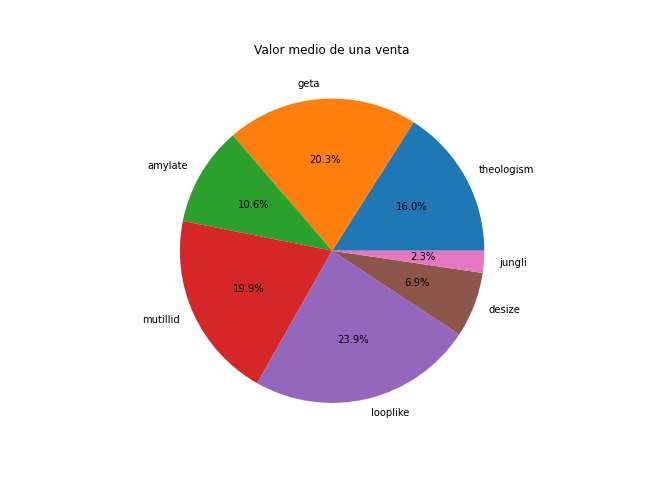 Valor medio de una venta
geta
theologism
amylate
20.3%
16.0%
10.6%
2.3%
jungli
6.9%
19.9%
desize
mutillid
23.9%
looplike